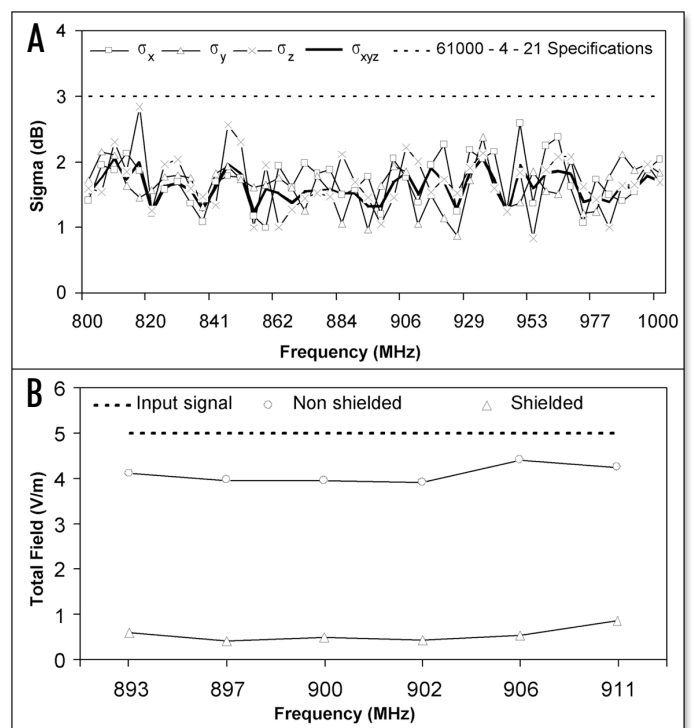 A
σx σy σz σxyz 61000 - 4 - 21 Specifications
4
3
2
1
0
Sigma (dB)
800 820 841 862 884 906 929 953 977 1000
Frequency (MHz)
B
Input signal Non shielded Shielded
6
5
4
3
2
1
0
Total Field (V/m)
893 897 900 902 906 911
Frequency (MHz)